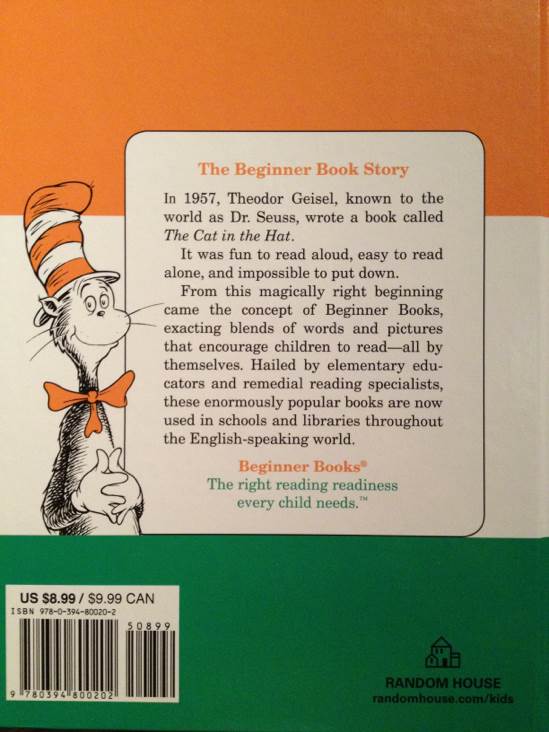 The Beginner Book Story
In 1957, Theodor Geisel, known to the
world as Dr. Seuss, wrote a book called
The Cat in the Hat.
It was fun to read aloud, easy to read
alone, and impossible to put down.
From this magically right beginning
came the concept of Beginner Books,
exacting blends of words and pictures
that encourage children to read—all by
themselves. Hailed by elementary edu-
cators and remedial reading specialists,
these enormously popular books are now
used in schools and libraries throughout
the English-speaking world.
Beginner Books®
The right reading readiness
every child needs.™
US $8.99 / $9.99 CAN
ISBN 978-0-394-80020-2
50899
9 780394 800202
RANDOM HOUSE
randomhouse.com/kids